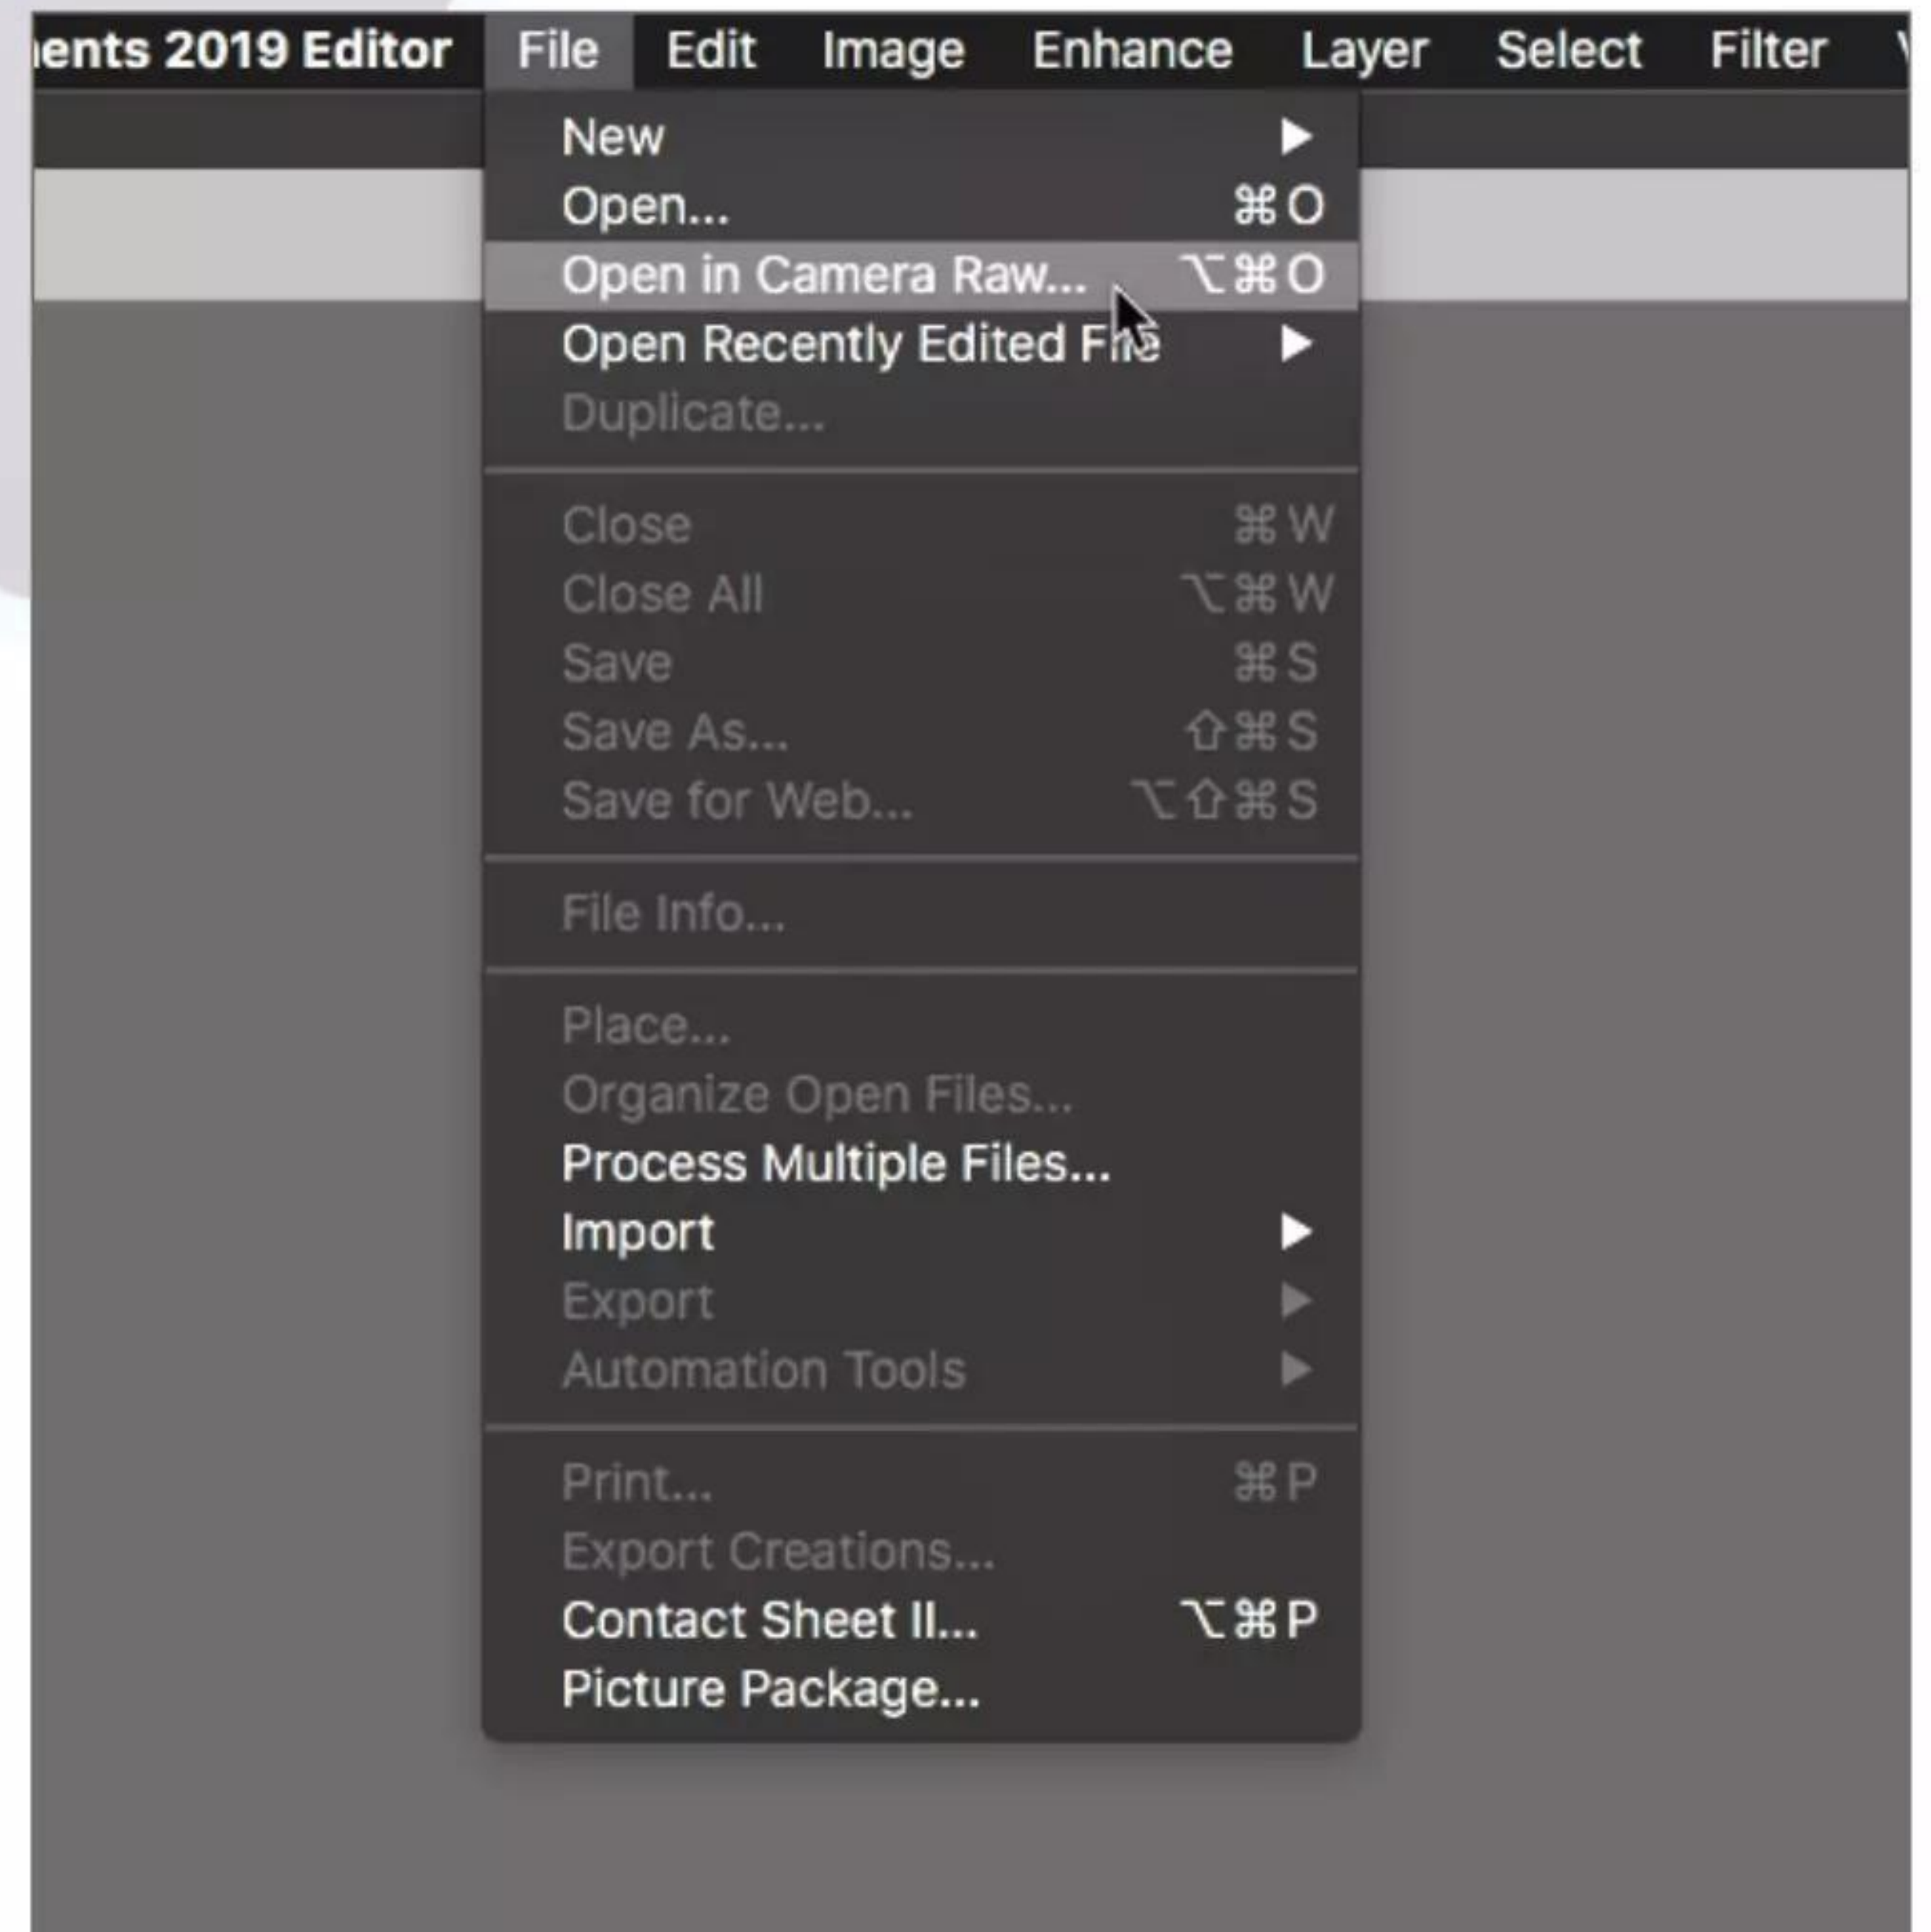 ents 2019 Editor File Edit Image Enhance Layer Select Filter
New ▶
Open... ⌘O
Open in Camera Raw... ⌥⌘O
Open Recently Edited File ▶
Duplicate...
Close ⌘W
Close All ⌥⌘W
Save ⌘S
Save As... ⇧⌘S
Save for Web... ⌥⇧⌘S
File Info...
Place...
Organize Open Files...
Process Multiple Files...
Import ▶
Export ▶
Automation Tools ▶
Print... ⌘P
Export Creations...
Contact Sheet II... ⌥⌘P
Picture Package...